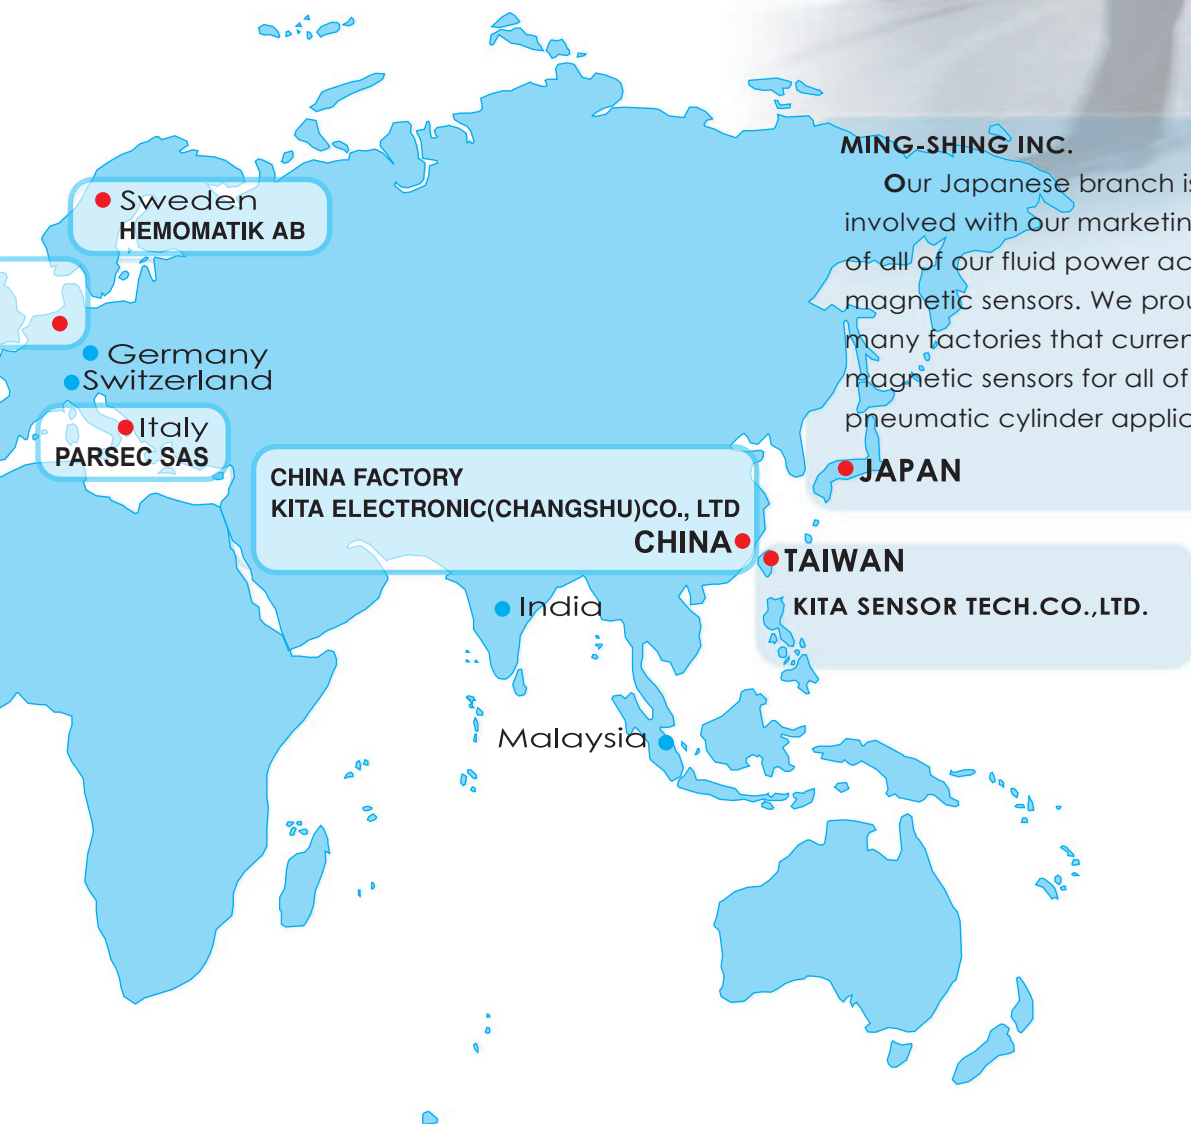 MING-SHING INC.
Our Japanese branch is
involved with our marketin
of all of our fluid power ac
magnetic sensors. We prou
many factories that curren
magnetic sensors for all of
pneumatic cylinder applic
JAPAN
Sweden
HEMOMATIK AB
Germany
Switzerland
Italy
PARSEC SAS
CHINA FACTORY
KITA ELECTRONIC(CHANGSHU)CO., LTD
CHINA
TAIWAN
KITA SENSOR TECH.CO.,LTD.
India
Malaysia